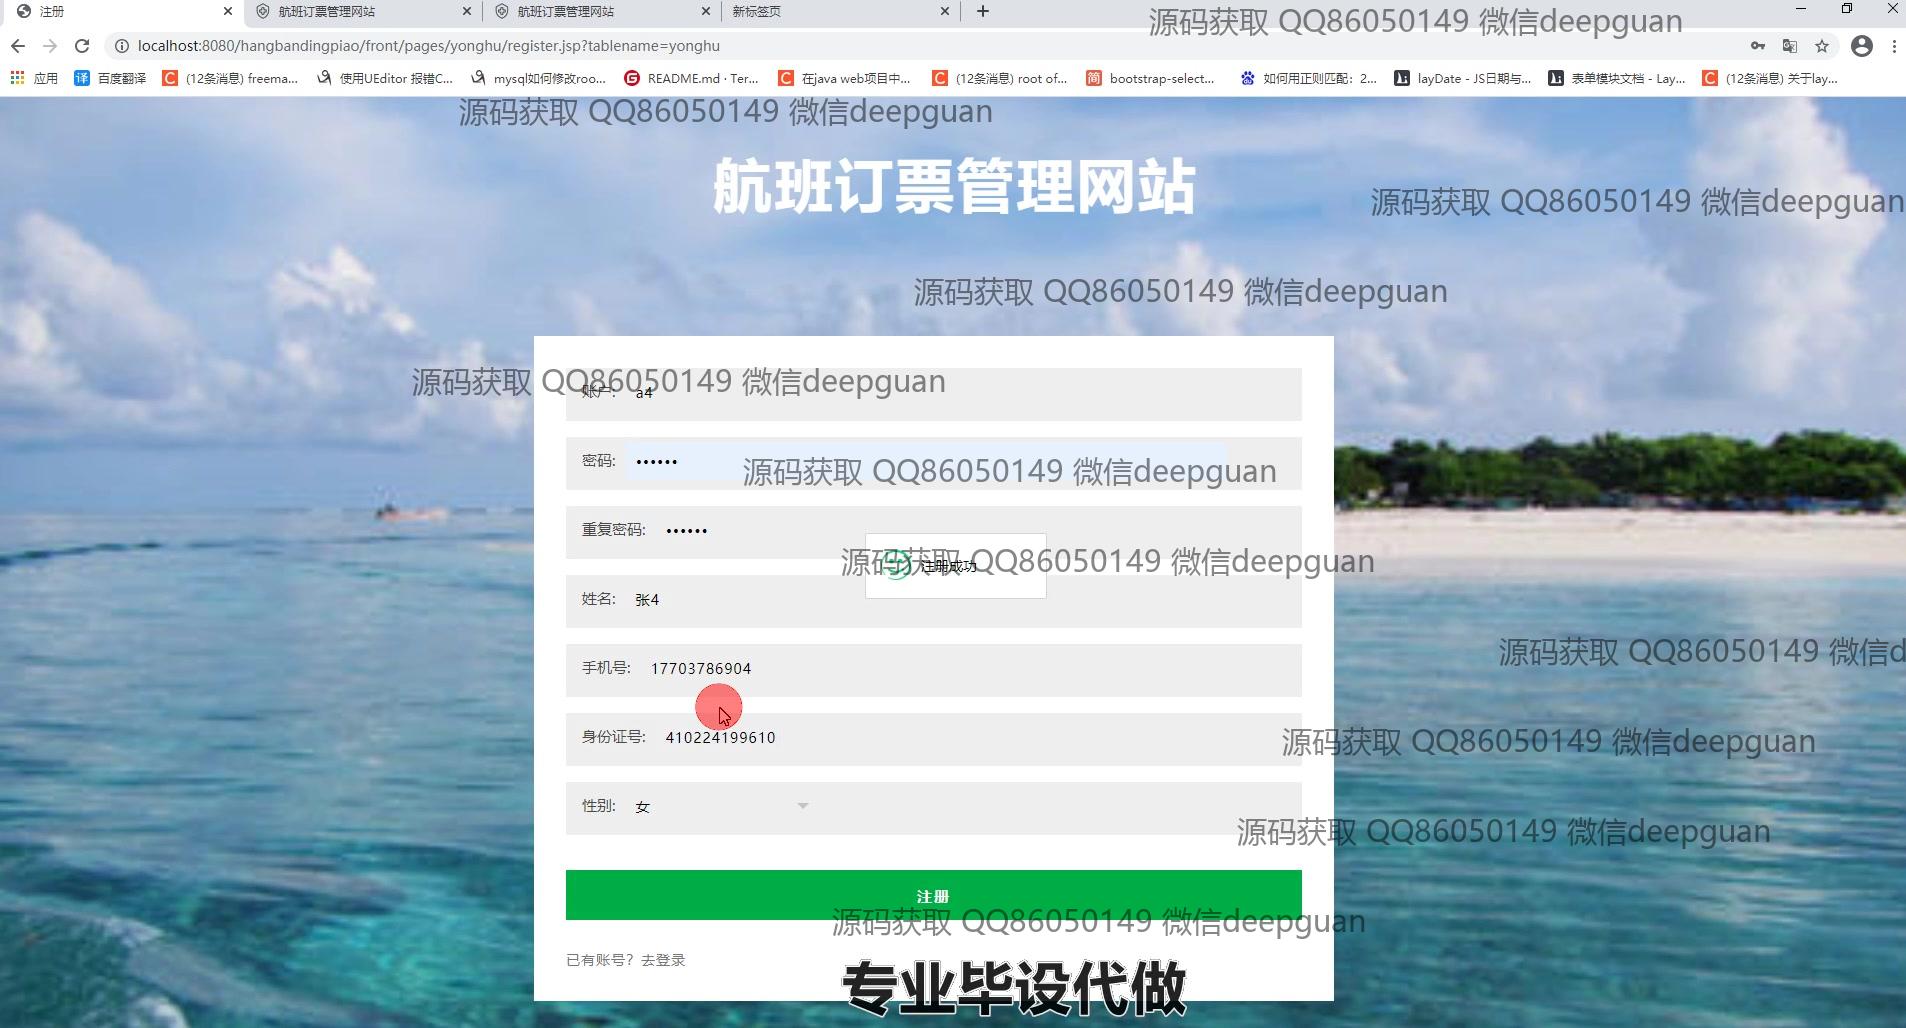 注册
航班订票管理网站
航班订票管理网站
新标签页
源码获取 QQ86050149 微信deepguan
localhost:8080/hangbandingpiao/front/pages/yonghu/register.jsp?tablename=yonghu
应用
百度翻译
(12条消息) freema...
使用UEditor 报错C...
mysql如何修改roo...
README.md · Ter...
在java web项目中...
(12条消息) root of...
bootstrap-select...
如何用正则匹配：2...
layDate - JS日期与...
表单模块文档 - Lay...
(12条消息) 关于lay...
源码获取 QQ86050149 微信deepguan
航班订票管理网站
源码获取 QQ86050149 微信deepguan
源码获取 QQ86050149 微信deepguan
源码获取 QQ86050149 微信deepguan
账户: a4
密码: ••••••
源码获取 QQ86050149 微信deepguan
重复密码: ••••••
源码获取 QQ86050149 微信deepguan
注册成功
姓名: 张4
源码获取 QQ86050149 微信d
手机号: 17703786904
身份证号: 410224199610
源码获取 QQ86050149 微信deepguan
性别: 女
源码获取 QQ86050149 微信deepguan
注册
源码获取 QQ86050149 微信deepguan
已有账号？去登录
专业毕设代做